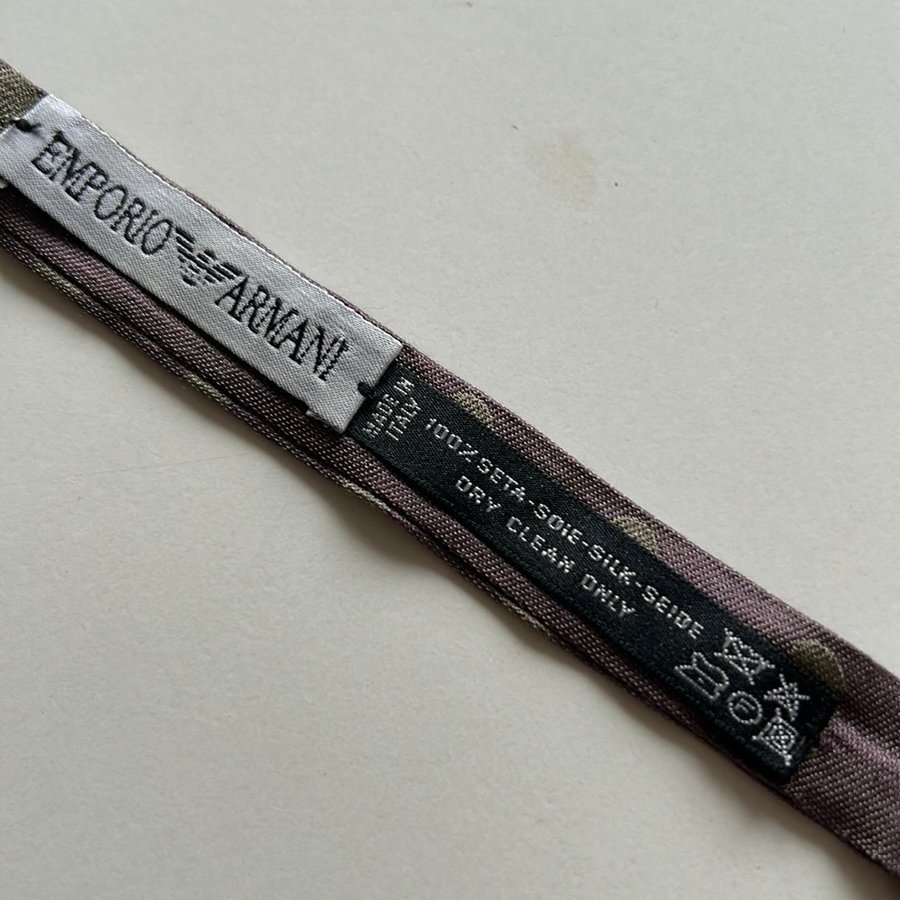 EMPORIO ARMANI
MADE IN
ITALY
100% SETA-SOIE-SILK-SEIDE
DRY CLEAN ONLY
F